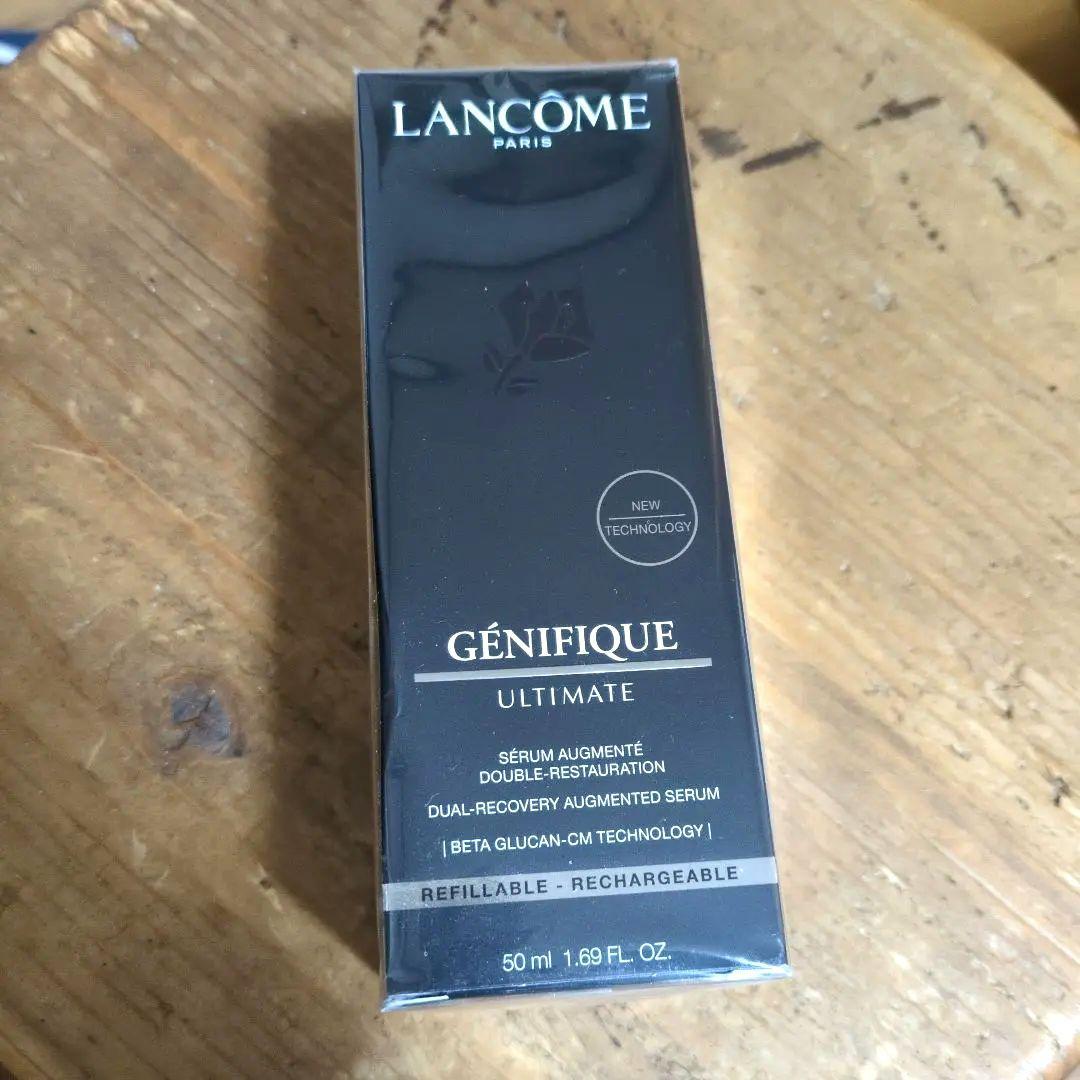 LANCÔME
PARIS
NEW
TECHNOLOGY
GÉNIFIQUE
ULTIMATE
SÉRUM AUGMENTÉ
DOUBLE-RESTAURATION
DUAL-RECOVERY AUGMENTED SERUM
| BETA GLUCAN-CM TECHNOLOGY |
REFILLABLE - RECHARGEABLE
50 ml 1.69 FL. OZ.